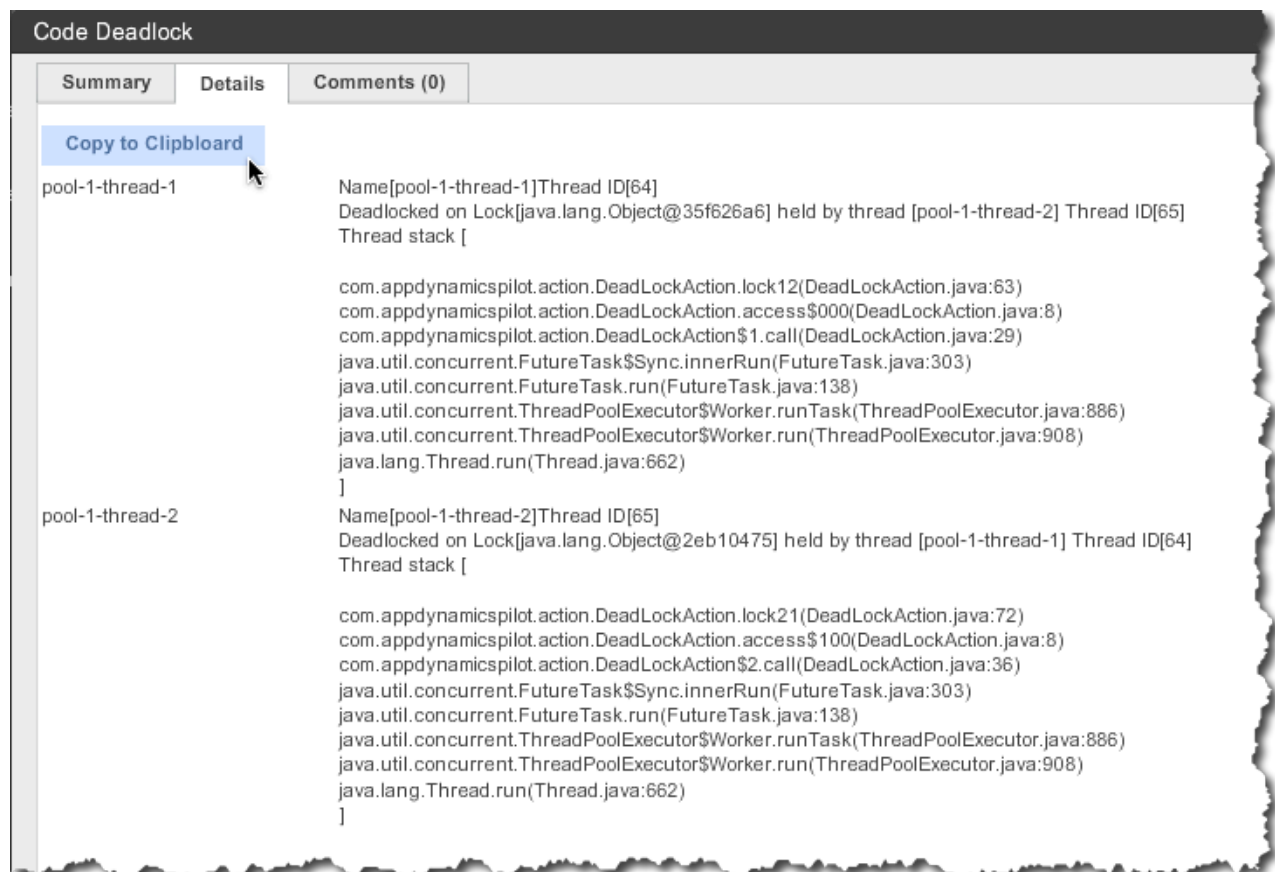 Code Deadlock
Summary Details Comments (0)
Copy to Clipbloard
pool-1-thread-1 Name[pool-1-thread-1]Thread ID[64]
Deadlocked on Lock[java.lang.Object@35f626a6] held by thread [pool-1-thread-2] Thread ID[65]
Thread stack [
com.appdynamicspilot.action.DeadLockAction.lock12(DeadLockAction.java:63)
com.appdynamicspilot.action.DeadLockAction.access$000(DeadLockAction.java:8)
com.appdynamicspilot.action.DeadLockAction$1.call(DeadLockAction.java:29)
java.util.concurrent.FutureTask$Sync.innerRun(FutureTask.java:303)
java.util.concurrent.FutureTask.run(FutureTask.java:138)
java.util.concurrent.ThreadPoolExecutor$Worker.runTask(ThreadPoolExecutor.java:886)
java.util.concurrent.ThreadPoolExecutor$Worker.run(ThreadPoolExecutor.java:908)
java.lang.Thread.run(Thread.java:662)
]
pool-1-thread-2 Name[pool-1-thread-2]Thread ID[65]
Deadlocked on Lock[java.lang.Object@2eb10475] held by thread [pool-1-thread-1] Thread ID[64]
Thread stack [
com.appdynamicspilot.action.DeadLockAction.lock21(DeadLockAction.java:72)
com.appdynamicspilot.action.DeadLockAction.access$100(DeadLockAction.java:8)
com.appdynamicspilot.action.DeadLockAction$2.call(DeadLockAction.java:36)
java.util.concurrent.FutureTask$Sync.innerRun(FutureTask.java:303)
java.util.concurrent.FutureTask.run(FutureTask.java:138)
java.util.concurrent.ThreadPoolExecutor$Worker.runTask(ThreadPoolExecutor.java:886)
java.util.concurrent.ThreadPoolExecutor$Worker.run(ThreadPoolExecutor.java:908)
java.lang.Thread.run(Thread.java:662)
]